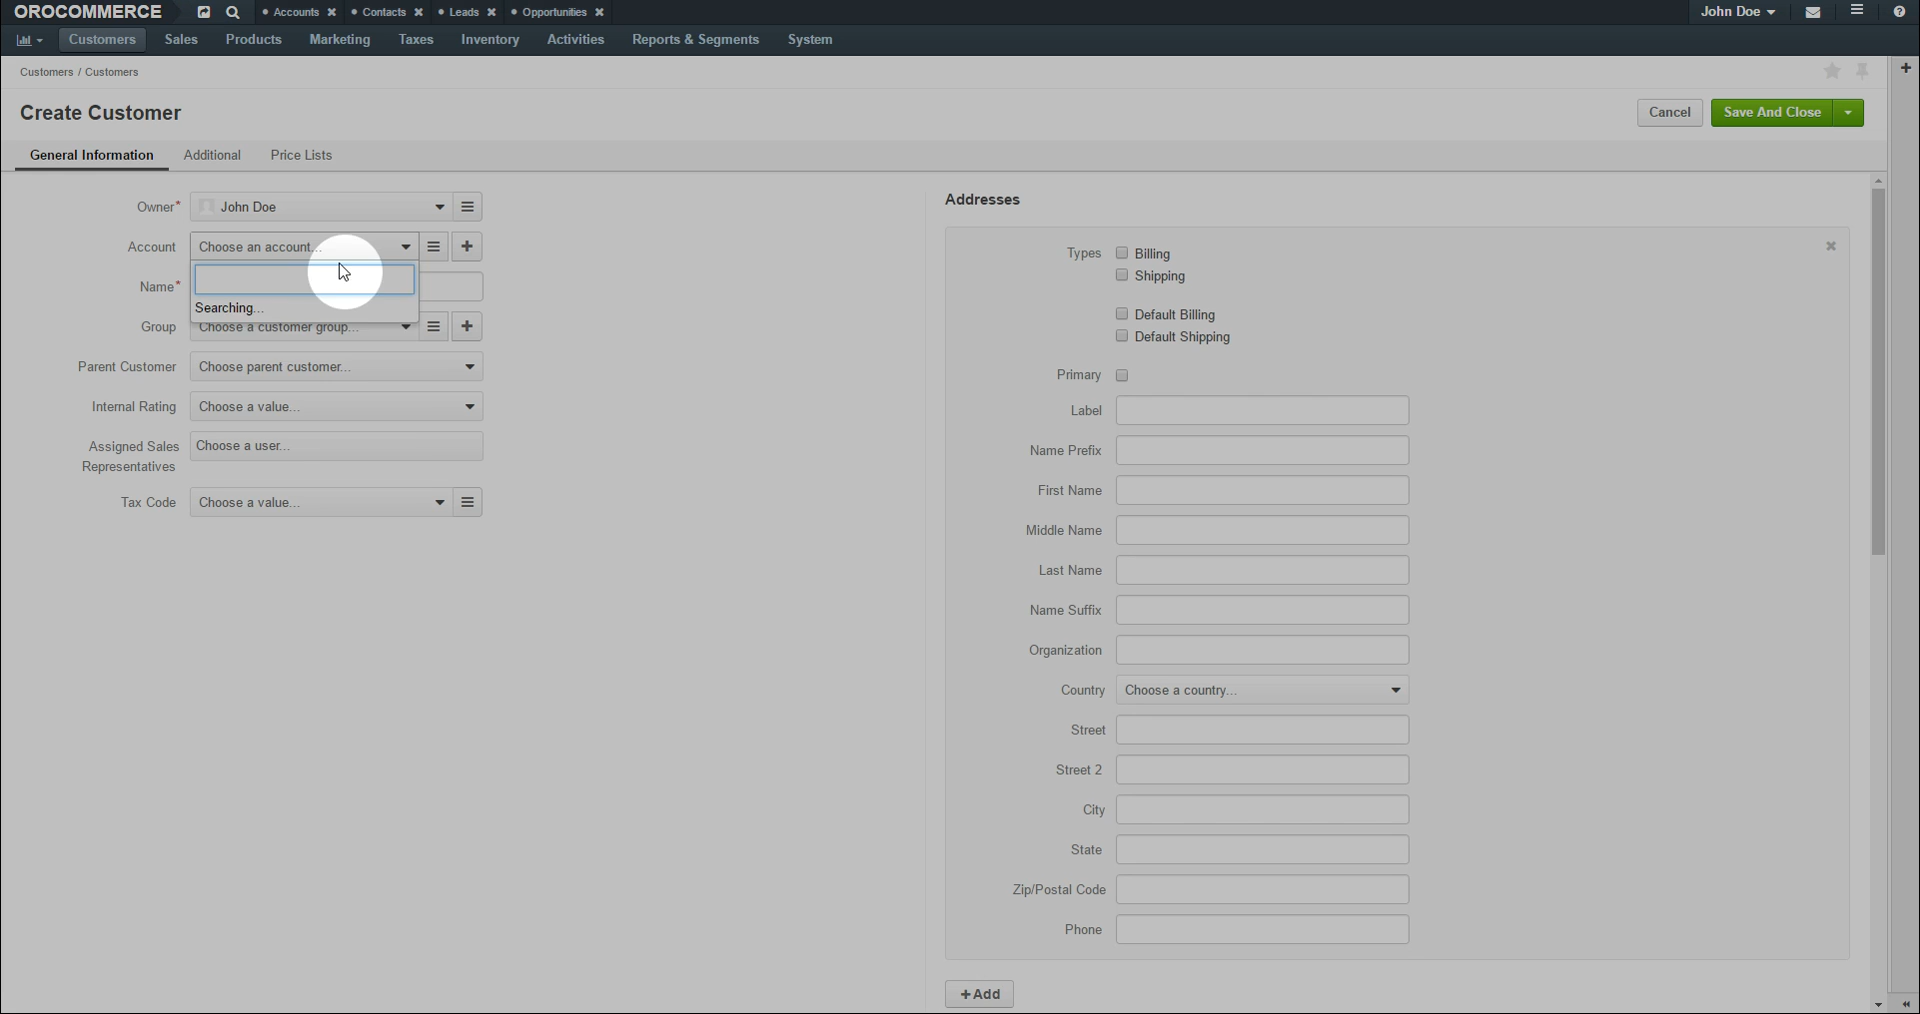 OROCOMMERCE Accounts Contacts Leads Opportunities John Doe
Customers Sales Products Marketing Taxes Inventory Activities Reports & Segments System
Customers / Customers
Create Customer
Cancel Save And Close
General Information Additional Price Lists
Owner* John Doe
Account Choose an account...
Name*
Searching...
Group Choose a customer group...
Parent Customer Choose parent customer...
Internal Rating Choose a value...
Assigned Sales Representatives Choose a user...
Tax Code Choose a value...
Addresses
Types Billing
Shipping
Default Billing
Default Shipping
Primary
Label
Name Prefix
First Name
Middle Name
Last Name
Name Suffix
Organization
Country Choose a country...
Street
Street 2
City
State
Zip/Postal Code
Phone
+Add